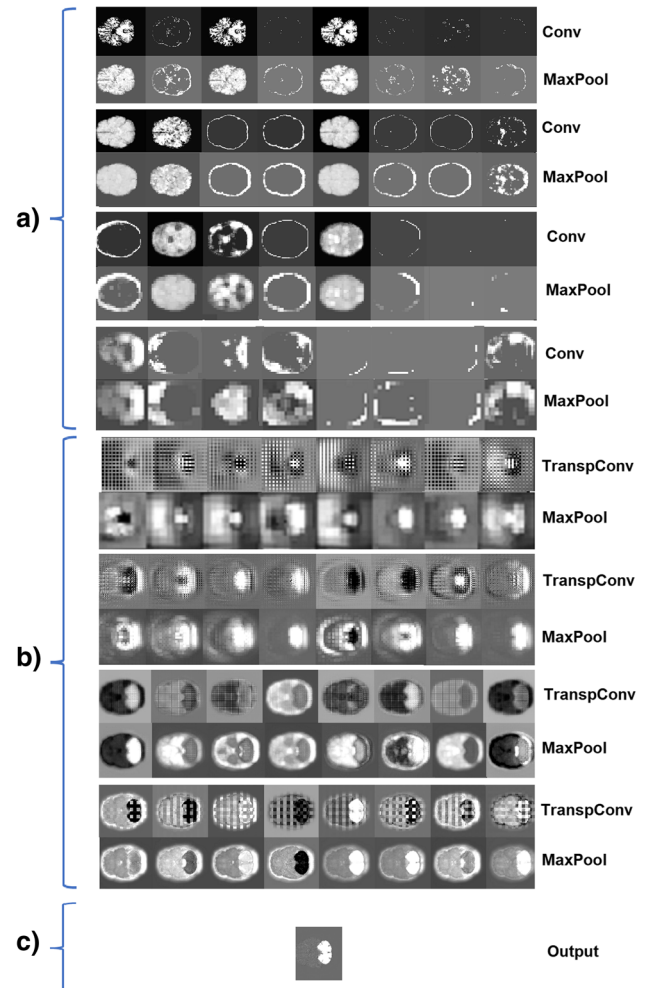 Conv
MaxPool
Conv
MaxPool
a)
Conv
MaxPool
Conv
MaxPool
TranspConv
MaxPool
TranspConv
MaxPool
b)
TranspConv
MaxPool
TranspConv
MaxPool
c)
Output